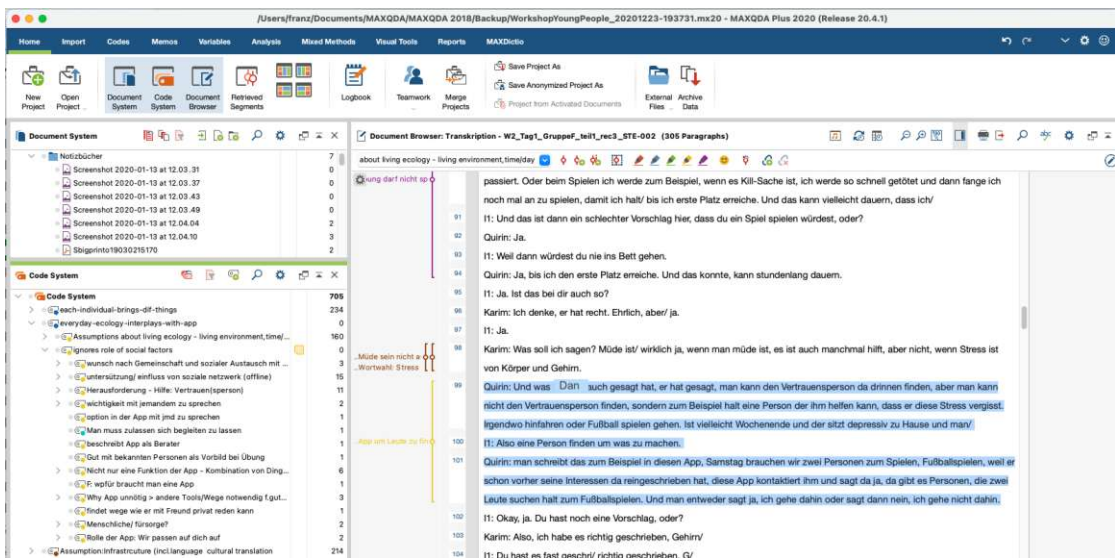 /Users/franz/Documents/MAXQDA/MAXQDA 2018/Backup/WorkshopYoungPeople_20201223-193731.mx20 - MAXQDA Plus 2020 (Release 20.4.1)
Home Import Codes Memos Variables Analysis Mixed Methods Visual Tools Reports MAXDictio
New Project
Open Project ...
Document System
Code System
Document Browser
Retrieved Segments
Logbook
Teamwork
Merge Projects
Save Project As
Save Anonymized Project As
Project from Activated Documents
External Files
Archive Data
Document System
Notizbücher 7
Screenshot 2020-01-13 at 12.03.31 0
Screenshot 2020-01-13 at 12.03.37 0
Screenshot 2020-01-13 at 12.03.43 0
Screenshot 2020-01-13 at 12.03.49 0
Screenshot 2020-01-13 at 12.04.04 2
Screenshot 2020-01-13 at 12.04.10 3
Sbigprinto19030215170 2
Code System
Code System 705
each-individual-brings-dif-things 234
everyday-ecology-interplays-with-app 0
Assumptions about living ecology - living environment,time/... 160
ignores role of social factors 0
wunsch nach Gemeinschaft und sozialer Austausch mit ... 3
untersützung/ einfluss von soziale netzwerk (offline) 15
Herausforderung - Hilfe: Vertrauen(sperson) 11
wichtigkeit mit jemandem zu sprechen 2
option in der App mit jmd zu sprechen 1
Man muss zulassen sich begleiten zu lassen 1
beschreibt App als Berater 1
Gut mit bekannten Personen als Vorbild bei Übung 1
Nicht nur eine Funktion der App - Kombination von Ding... 6
F: wpfür braucht man eine App 1
Why App unnötig > andere Tools/Wege notwendig f.gut... 3
findet wege wie er mit Freund privat reden kann 1
Menschliche/ fürsorge? 2
Rolle der App: Wir passen auf dich auf 2
Assumption:Infrastrcuture (incl.language cultural translation 214
Document Browser: Transkription - W2_Tag1_GruppeF_teil1_rec3_STE-002 (305 Paragraphs)
about living ecology - living environment,time/day
ung darf nicht sp
passiert. Oder beim Spielen ich werde zum Beispiel, wenn es Kill-Sache ist, ich werde so schnell getötet und dann fange ich
noch mal an zu spielen, damit ich halt/ bis ich erste Platz erreiche. Und das kann vielleicht dauern, dass ich/
91 I1: Und das ist dann ein schlechter Vorschlag hier, dass du ein Spiel spielen würdest, oder?
92 Quirin: Ja.
93 I1: Weil dann würdest du nie ins Bett gehen.
94 Quirin: Ja, bis ich den erste Platz erreiche. Und das konnte, kann stundenlang dauern.
95 I1: Ja. Ist das bei dir auch so?
96 Karim: Ich denke, er hat recht. Ehrlich, aber/ ja.
97 I1: Ja.
..Müde sein nicht a
..Wortwahl: Stress
98 Karim: Was soll ich sagen? Müde ist/ wirklich ja, wenn man müde ist, es ist auch manchmal hilft, aber nicht, wenn Stress ist
von Körper und Gehirn.
99 Quirin: Und was Dan auch gesagt hat, er hat gesagt, man kann den Vertrauensperson da drinnen finden, aber man kann
nicht den Vertrauensperson finden, sondern zum Beispiel halt eine Person der ihm helfen kann, dass er diese Stress vergisst.
Irgendwo hinfahren oder Fußball spielen gehen. Ist vielleicht Wochenende und der sitzt depressiv zu Hause und man/
..App um Leute zu fin
100 I1: Also eine Person finden um was zu machen.
101 Quirin: man schreibt das zum Beispiel in diesen App, Samstag brauchen wir zwei Personen zum Spielen, Fußballspielen, weil er
schon vorher seine Interessen da reingeschrieben hat, diese App kontaktiert ihm und sagt da ja, da gibt es Personen, die zwei
Leute suchen halt zum Fußballspielen. Und man entweder sagt ja, ich gehe dahin oder sagt dann nein, ich gehe nicht dahin.
102 I1: Okay, ja. Du hast noch eine Vorschlag, oder?
103 Karim: Also, ich habe es richtig geschrieben, Gehirn/
104 I1: Du hast es fast geschri/ richtig geschrieben, G/